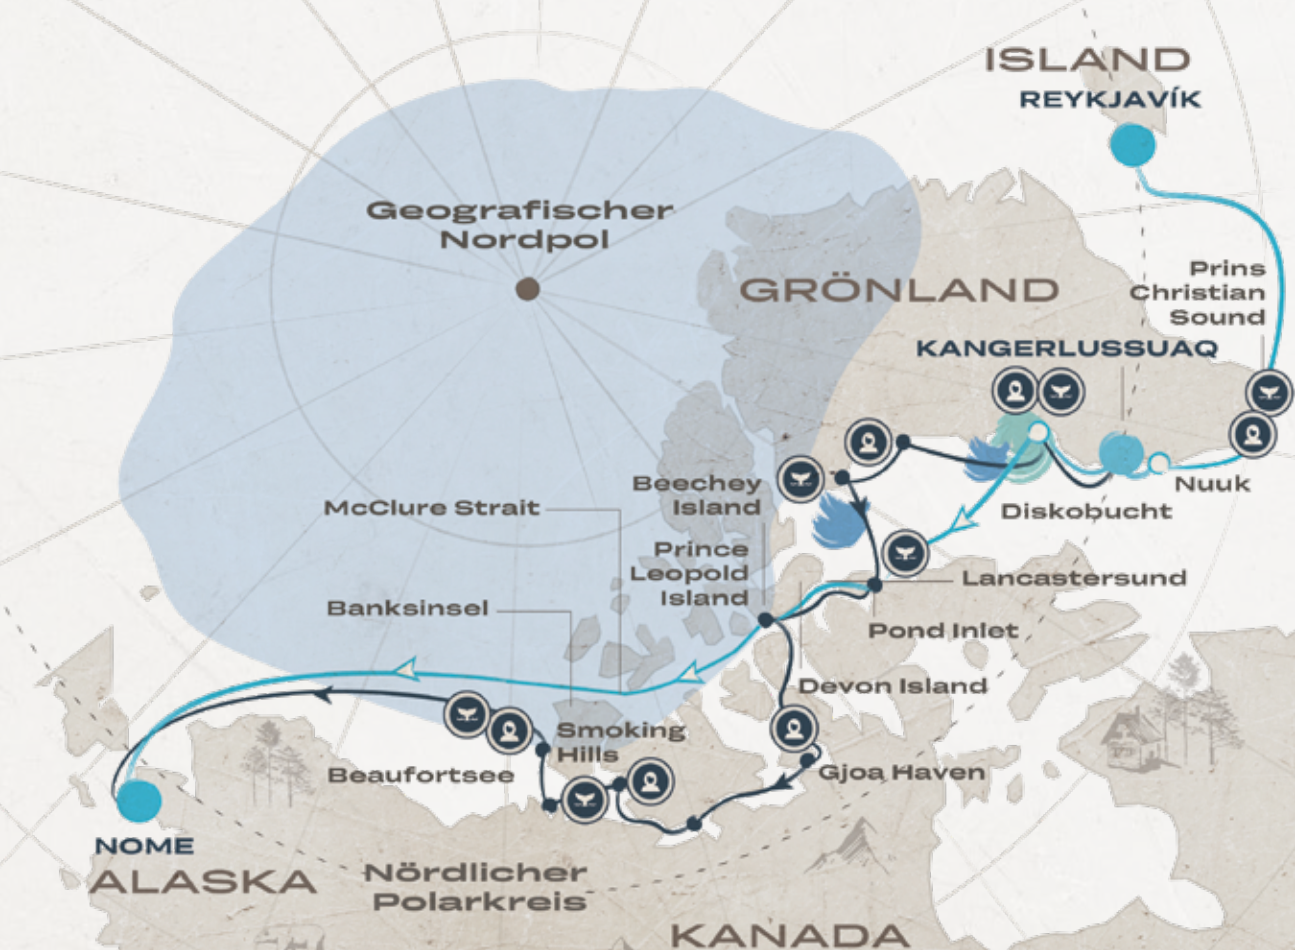 ISLAND
REYKJAVÍK
Geografischer
Nordpol
GRÖNLAND
Prins
Christian
Sound
KANGERLUSSUAQ
Nuuk
Diskobucht
Beechey
Island
McClure Strait
Prince
Leopold
Island
Lancastersund
Banksinsel
Pond Inlet
Devon Island
Smoking
Hills
Beaufortsee
Gjoa Haven
NOME
ALASKA
Nördlicher
Polarkreis
KANADA